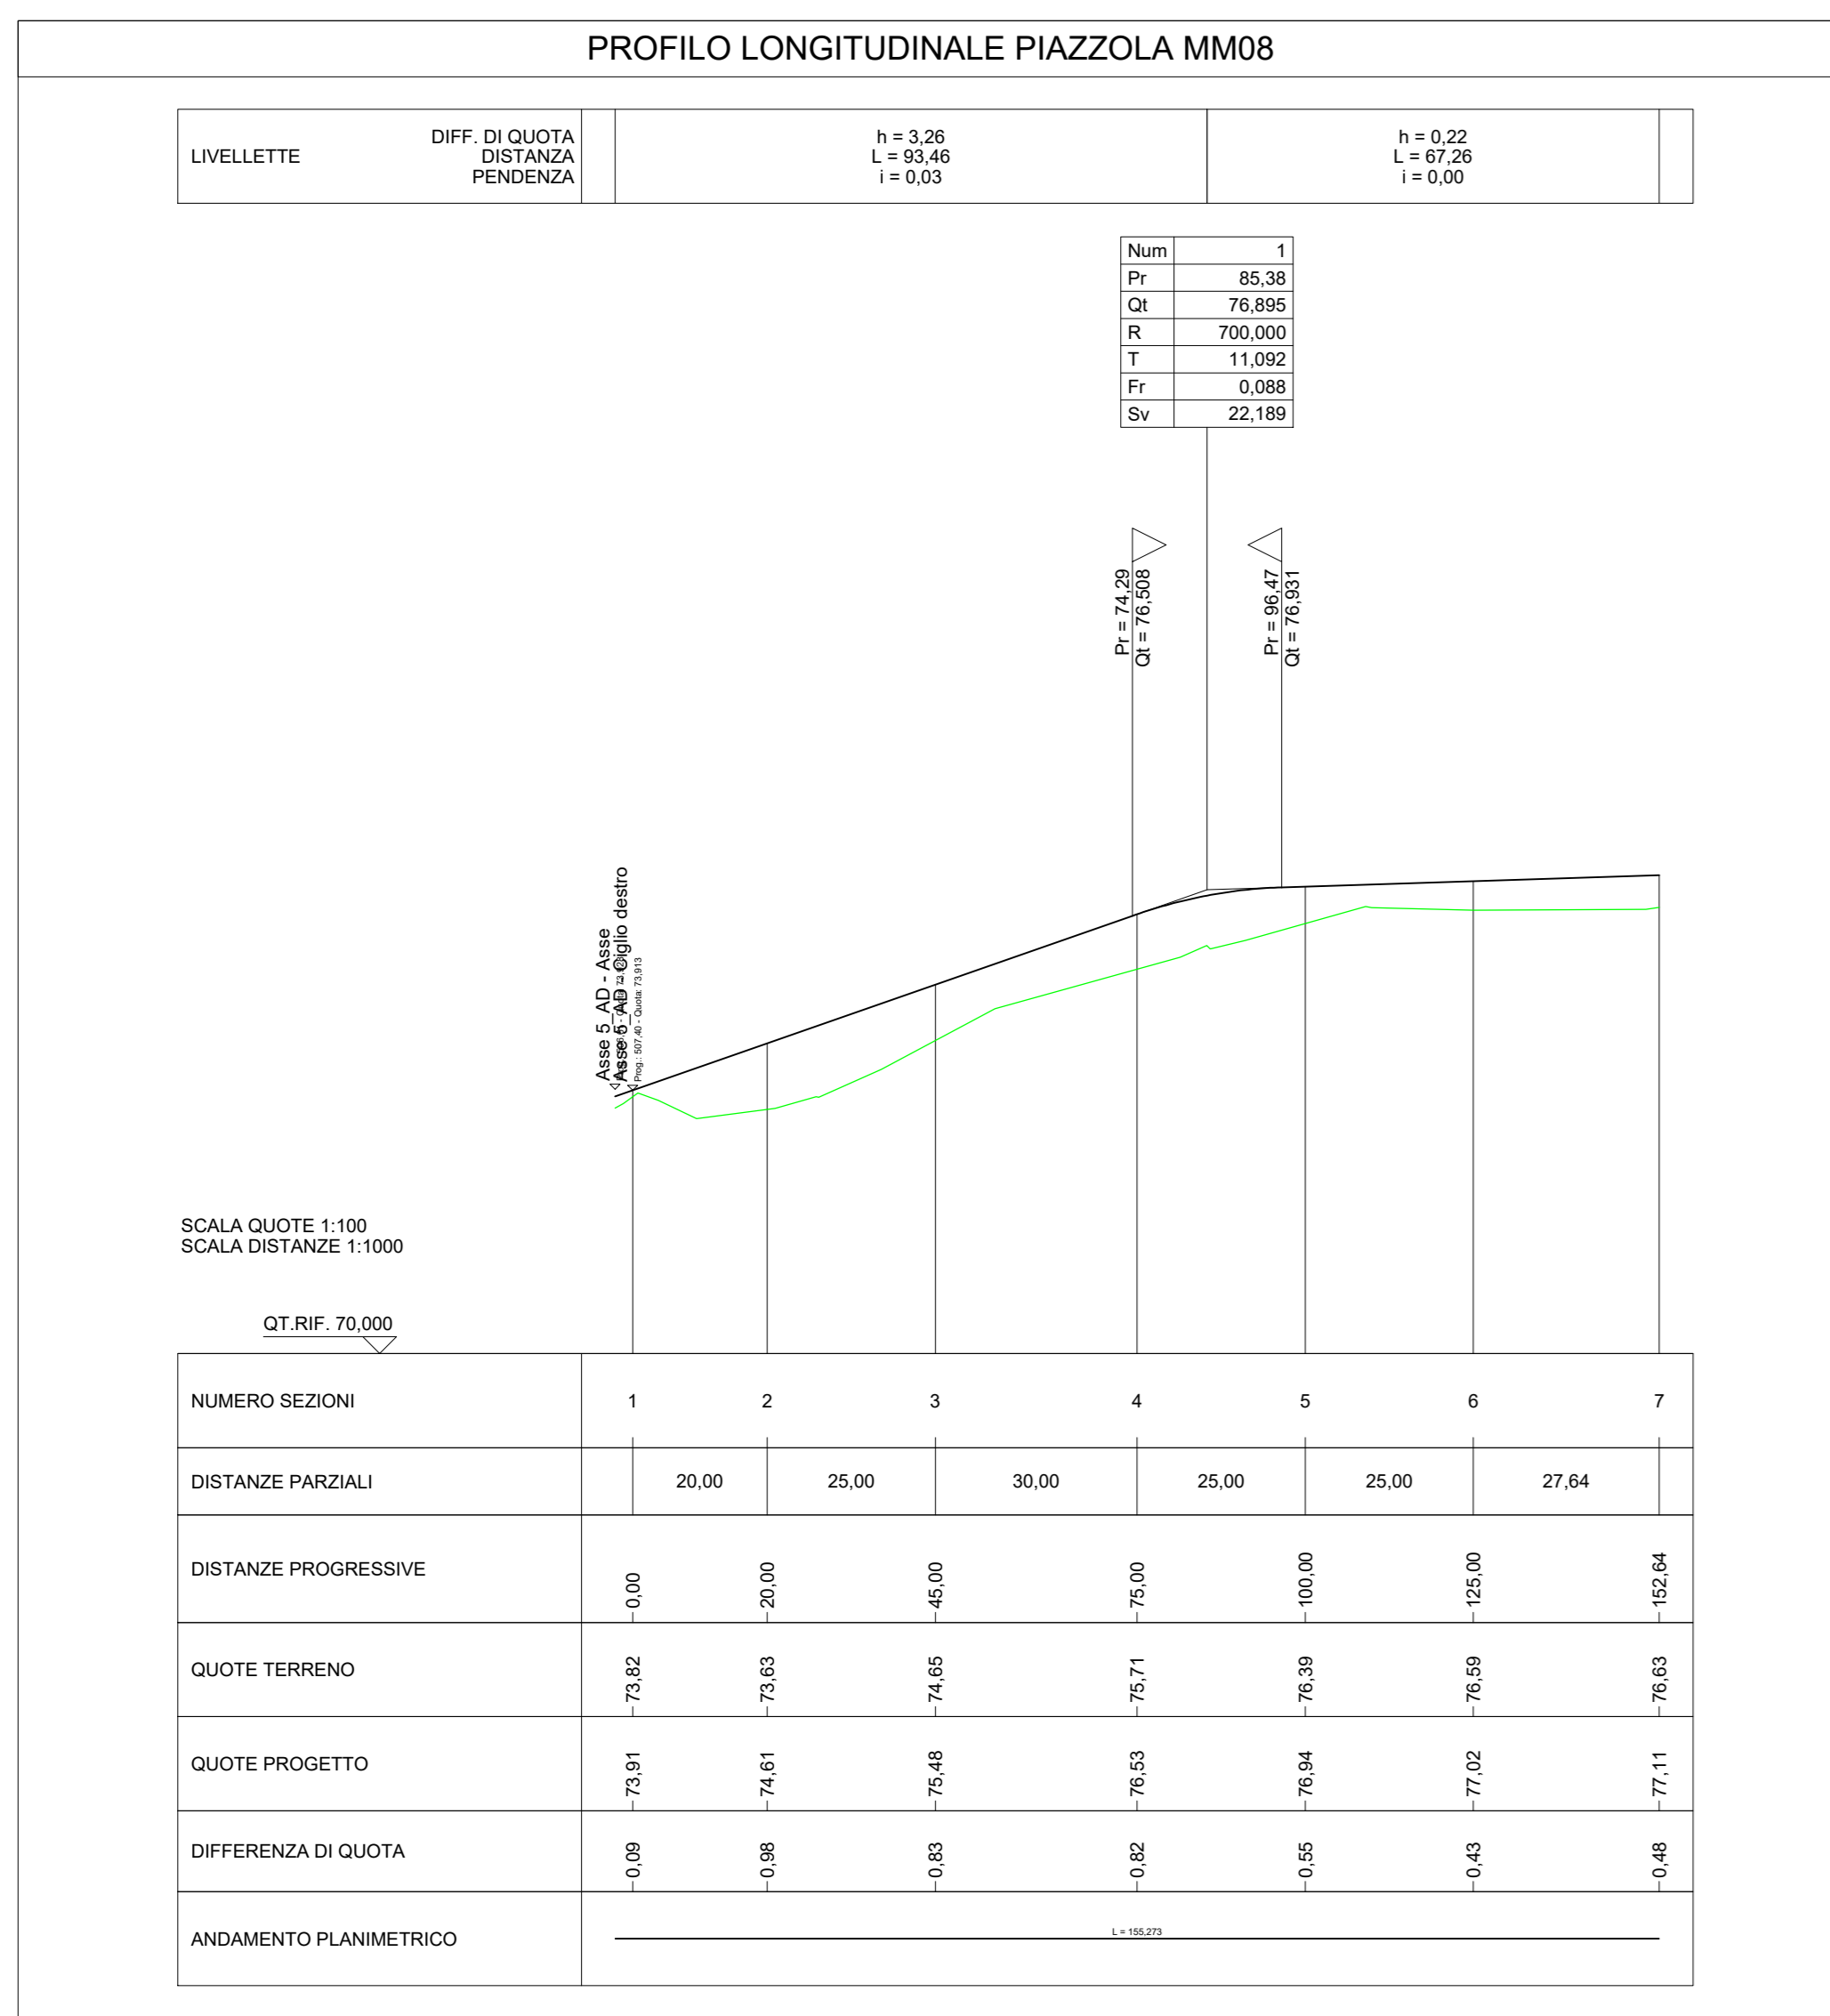 PROFILO LONGITUDINALE PIAZZOLA MM08
LIVELLETTE
DIFF. DI QUOTA
DISTANZA
PENDENZA
h = 3,26
L = 93,46
i = 0,03
h = 0,22
L = 67,26
i = 0,00
Num 1
Pr 85,38
Qt 76,895
R 700,000
T 11,092
Fr 0,088
Sv 22,189
Pr = 74,29
Qt = 76,508
Pr = 96,47
Qt = 76,931
Asse 5_AD - Asse
Asse 5_AD - Ciglio destro
Prog.: 507,40 - Quota: 73,913
SCALA QUOTE 1:100
SCALA DISTANZE 1:1000
QT.RIF. 70,000
NUMERO SEZIONI 1 2 3 4 5 6 7
DISTANZE PARZIALI 20,00 25,00 30,00 25,00 25,00 27,64
DISTANZE PROGRESSIVE 0,00 20,00 45,00 75,00 100,00 125,00 152,64
QUOTE TERRENO 73,82 73,63 74,65 75,71 76,39 76,59 76,63
QUOTE PROGETTO 73,91 74,61 75,48 76,53 76,94 77,02 77,11
DIFFERENZA DI QUOTA 0,09 0,98 0,83 0,82 0,55 0,43 0,48
ANDAMENTO PLANIMETRICO L = 155,273